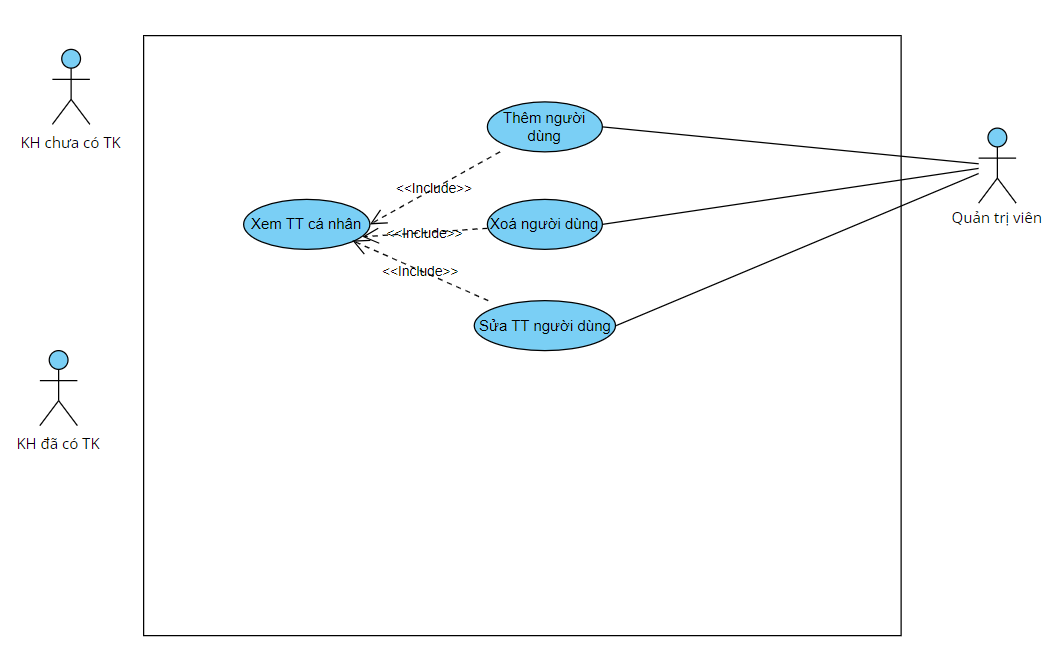 KH chưa có TK
Thêm người
dùng
<<Include>>
Quản trị viên
Xem TT cá nhân
<<Include>>
Xoá người dùng
<<Include>>
Sửa TT người dùng
KH đã có TK